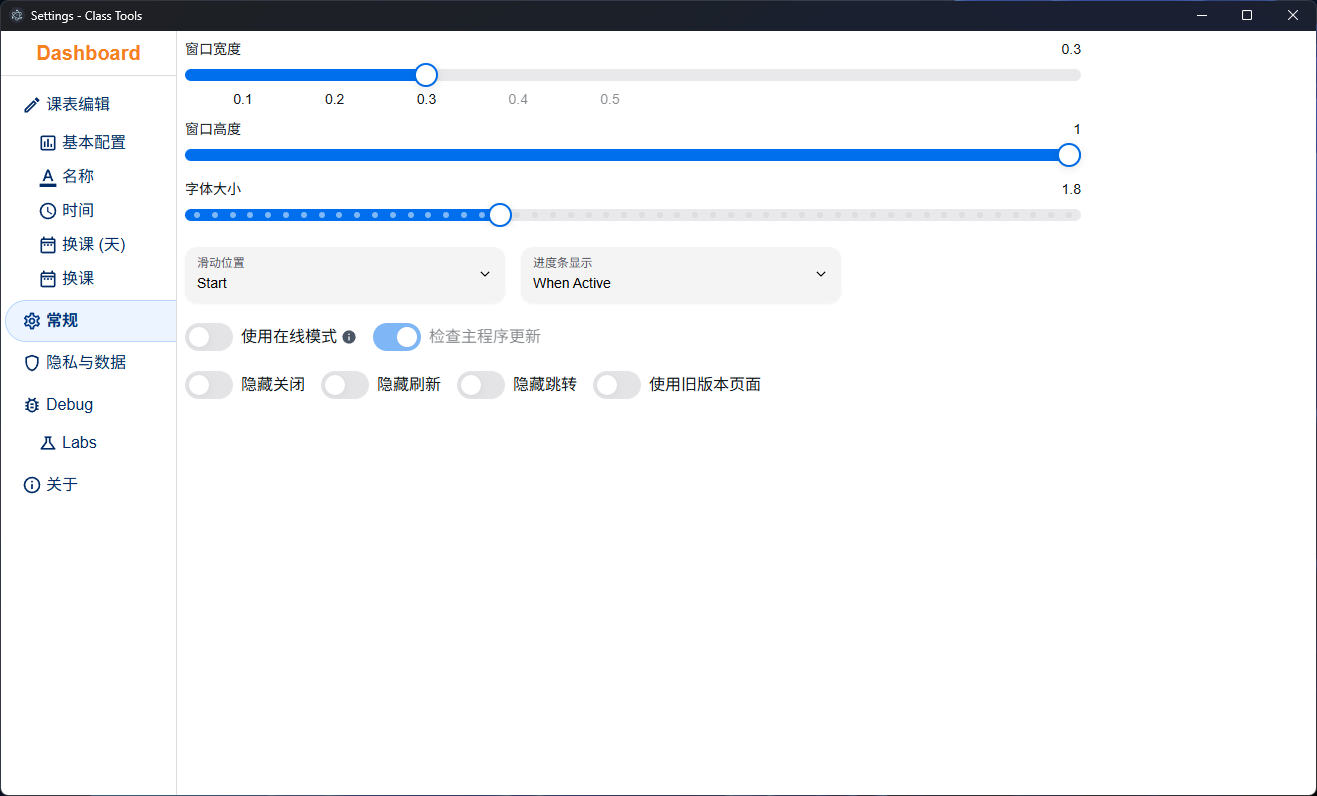 Settings - Class Tools
Dashboard
课表编辑
基本配置
名称
时间
换课 (天)
换课
常规
隐私与数据
Debug
Labs
关于
窗口宽度 0.3
0.1 0.2 0.3 0.4 0.5
窗口高度 1
字体大小 1.8
滑动位置 进度条显示
Start When Active
使用在线模式 检查主程序更新
隐藏关闭 隐藏刷新 隐藏跳转 使用旧版本页面